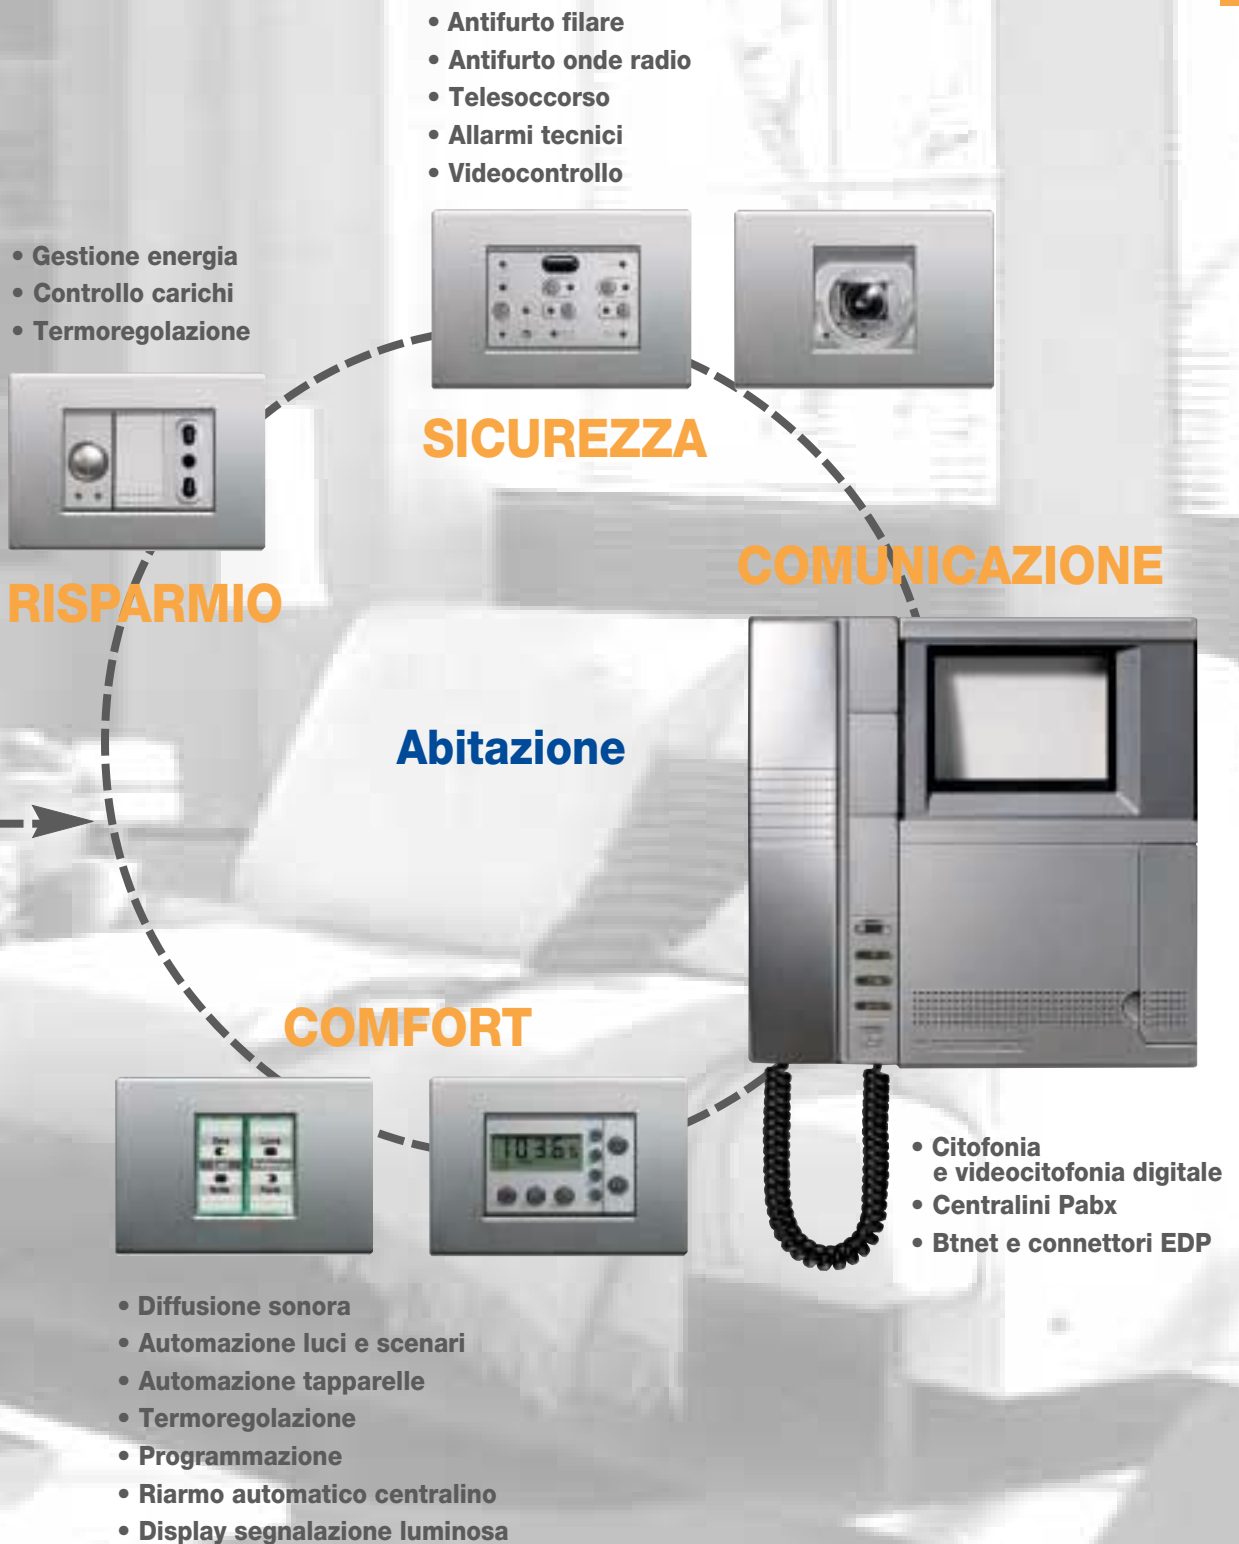 • Antifurto filare
• Antifurto onde radio
• Telesoccorso
• Allarmi tecnici
• Videocontrollo
• Gestione energia
• Controllo carichi
• Termoregolazione
SICUREZZA
COMUNICAZIONE
RISPARMIO
Abitazione
COMFORT
103.6
• Citofonia
e videocitofonia digitale
• Centralini Pabx
• Btnet e connettori EDP
• Diffusione sonora
• Automazione luci e scenari
• Automazione tapparelle
• Termoregolazione
• Programmazione
• Riarmo automatico centralino
• Display segnalazione luminosa